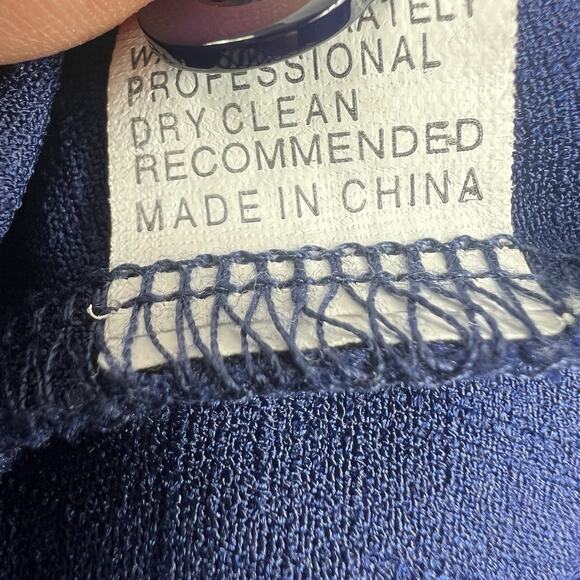 PROFESSIONAL
DRY CLEAN
RECOMMENDED
MADE IN CHINA